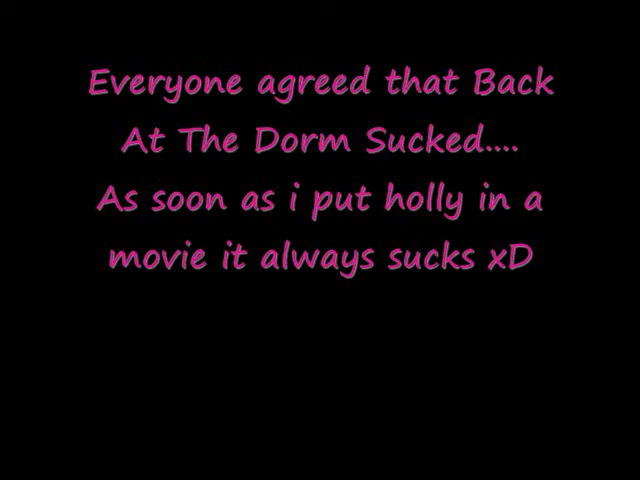 Everyone agreed that Back
At The Dorm Sucked....
As soon as i put holly in a
movie it always sucks xD